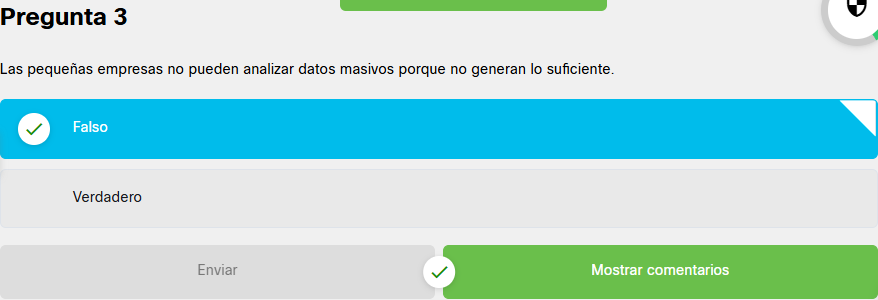 Pregunta 3
Las pequeñas empresas no pueden analizar datos masivos porque no generan lo suficiente.
Falso
Verdadero
Enviar
Mostrar comentarios